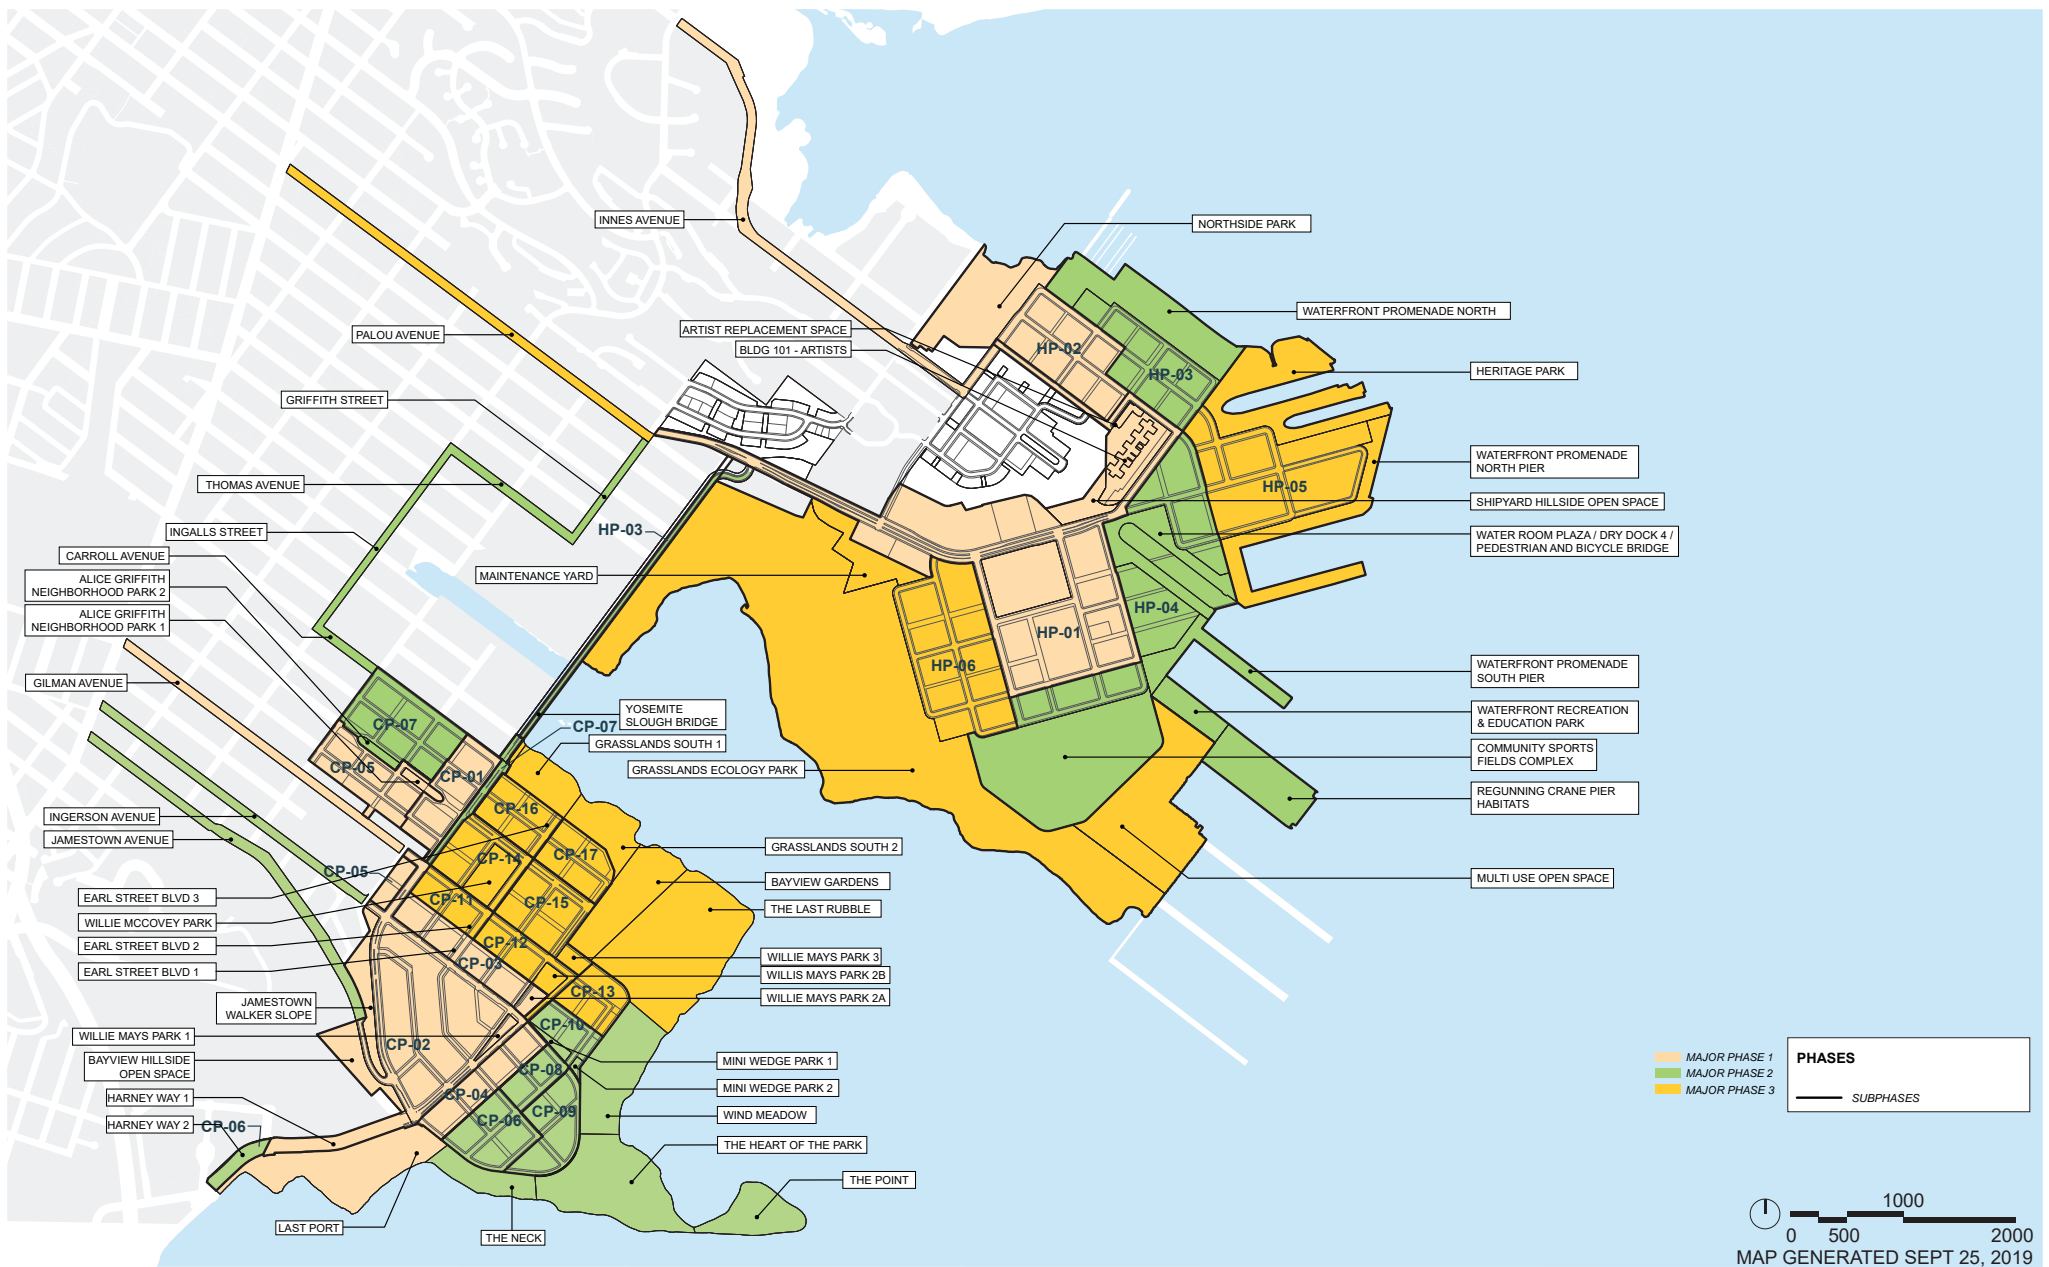 INNES AVENUE
NORTHSIDE PARK
WATERFRONT PROMENADE NORTH
PALOU AVENUE
ARTIST REPLACEMENT SPACE
BLDG 101 - ARTISTS
HP-02
HP-03
HERITAGE PARK
GRIFFITH STREET
WATERFRONT PROMENADE
NORTH PIER
THOMAS AVENUE
HP-05
SHIPYARD HILLSIDE OPEN SPACE
INGALLS STREET
HP-03
WATER ROOM PLAZA / DRY DOCK 4 /
PEDESTRIAN AND BICYCLE BRIDGE
CARROLL AVENUE
ALICE GRIFFITH
NEIGHBORHOOD PARK 2
MAINTENANCE YARD
ALICE GRIFFITH
NEIGHBORHOOD PARK 1
HP-04
HP-01
HP-06
WATERFRONT PROMENADE
SOUTH PIER
GILMAN AVENUE
YOSEMITE
SLOUGH BRIDGE
CP-07
CP-07
WATERFRONT RECREATION
& EDUCATION PARK
GRASSLANDS SOUTH 1
COMMUNITY SPORTS
FIELDS COMPLEX
CP-05
CP-01
GRASSLANDS ECOLOGY PARK
REGUNNING CRANE PIER
HABITATS
INGERSON AVENUE
CP-16
JAMESTOWN AVENUE
GRASSLANDS SOUTH 2
CP-14
CP-17
CP-05
BAYVIEW GARDENS
MULTI USE OPEN SPACE
EARL STREET BLVD 3
CP-11
CP-15
THE LAST RUBBLE
WILLIE MCCOVEY PARK
EARL STREET BLVD 2
CP-12
WILLIE MAYS PARK 3
EARL STREET BLVD 1
CP-03
WILLIS MAYS PARK 2B
CP-13
WILLIE MAYS PARK 2A
JAMESTOWN
WALKER SLOPE
CP-10
WILLIE MAYS PARK 1
CP-02
BAYVIEW HILLSIDE
OPEN SPACE
MINI WEDGE PARK 1
CP-08
MINI WEDGE PARK 2
HARNEY WAY 1
CP-04
CP-09
WIND MEADOW
HARNEY WAY 2
CP-06
CP-06
THE HEART OF THE PARK
THE POINT
LAST PORT
THE NECK
MAJOR PHASE 1
MAJOR PHASE 2
MAJOR PHASE 3
PHASES
SUBPHASES
1000
0 500 2000
MAP GENERATED SEPT 25, 2019